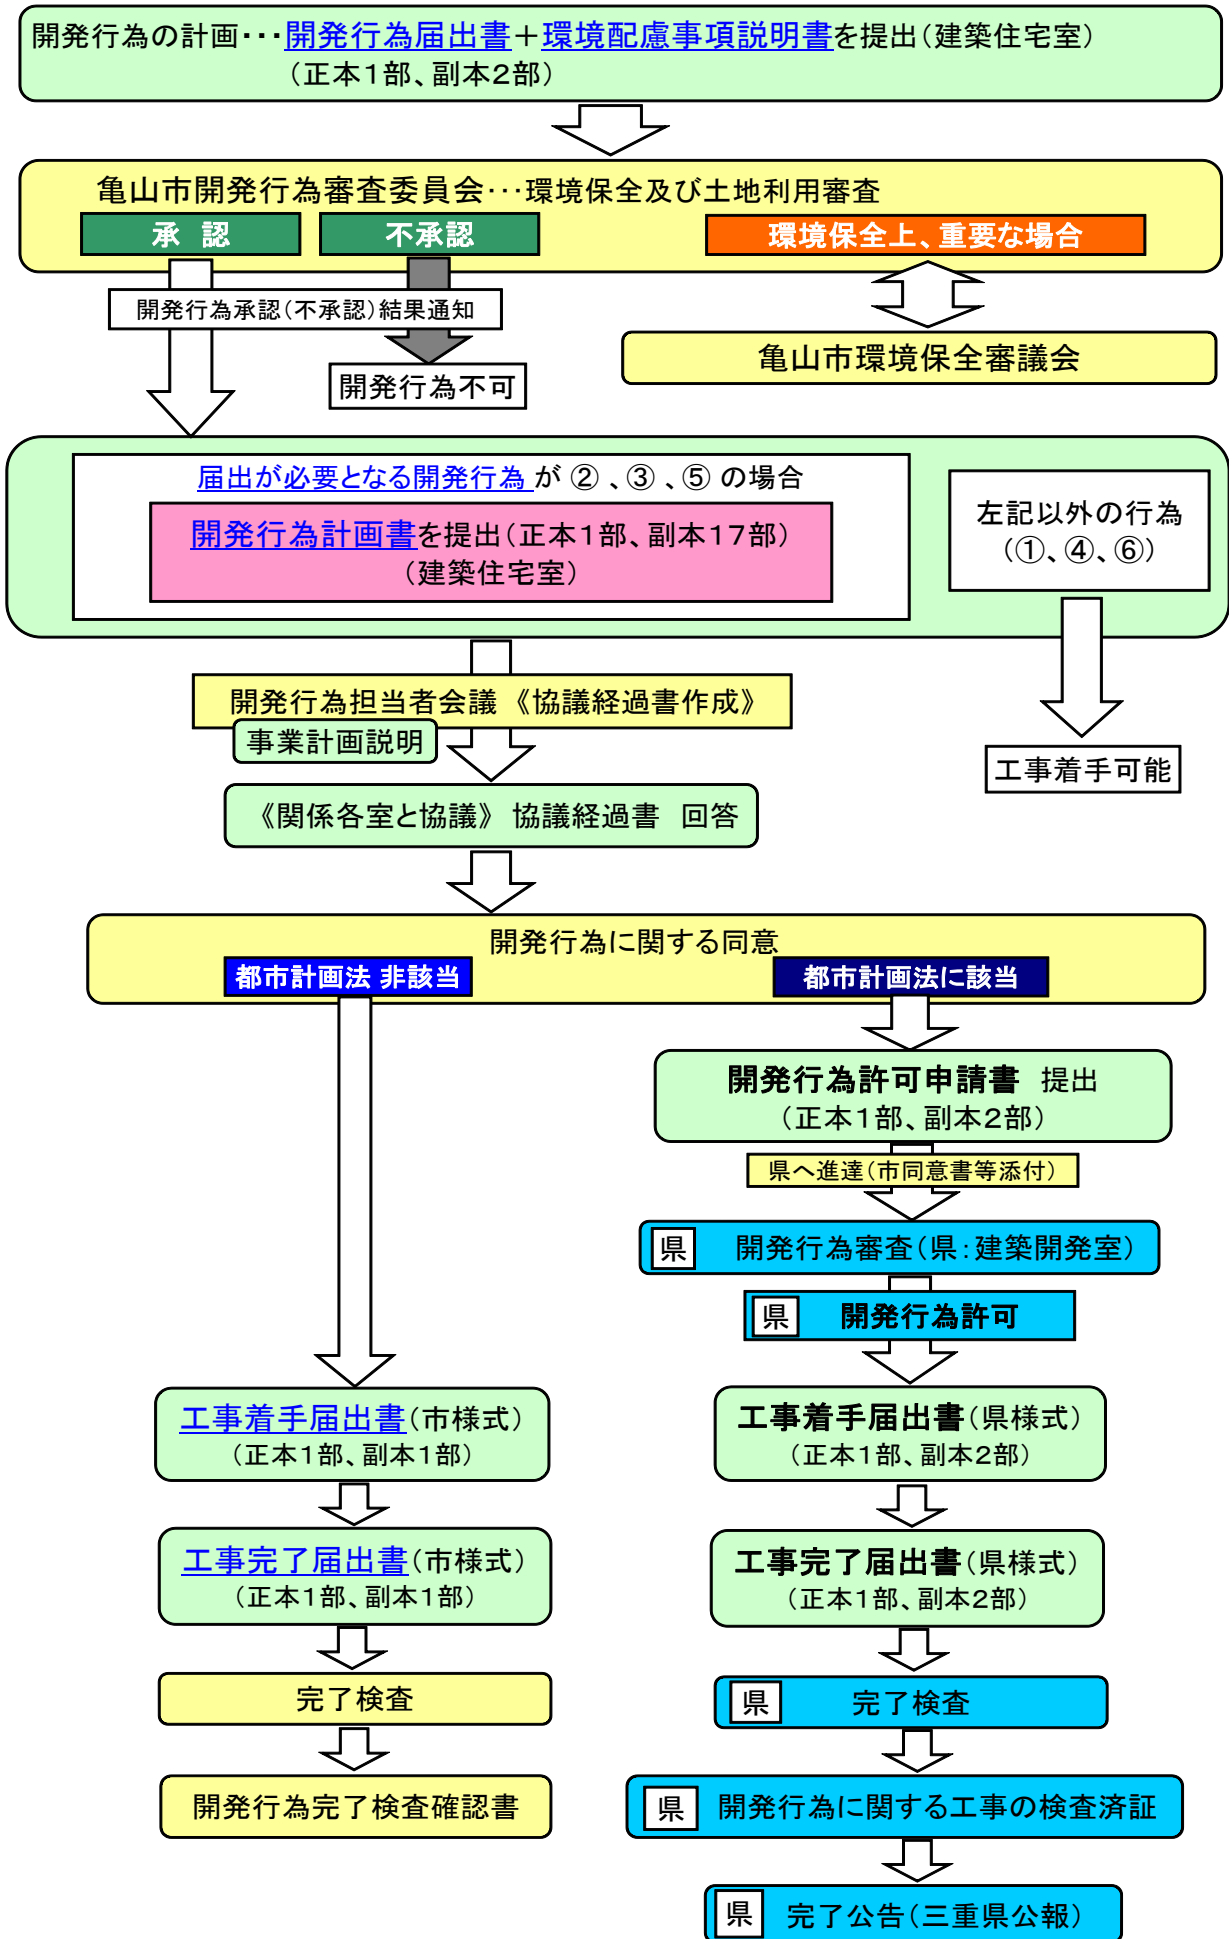 開発行為の計画･･･開発行為届出書＋環境配慮事項説明書を提出（建築住宅室）
（正本１部、副本２部）
亀山市開発行為審査委員会･･･環境保全及び土地利用審査
承　認
不承認
環境保全上、重要な場合
開発行為承認（不承認）結果通知
亀山市環境保全審議会
開発行為不可
届出が必要となる開発行為 が ② 、③ 、⑤ の場合
開発行為計画書を提出（正本１部、副本１７部）
（建築住宅室）
左記以外の行為
（①、④、⑥）
開発行為担当者会議 《協議経過書作成》
事業計画説明
工事着手可能
《関係各室と協議》 協議経過書　回答
開発行為に関する同意
都市計画法 非該当
都市計画法に該当
開発行為許可申請書　提出
（正本１部、副本２部）
県へ進達（市同意書等添付）
県　開発行為審査（県：建築開発室）
県　開発行為許可
工事着手届出書（市様式）
（正本１部、副本１部）
工事着手届出書（県様式）
（正本１部、副本２部）
工事完了届出書（市様式）
（正本１部、副本１部）
工事完了届出書（県様式）
（正本１部、副本２部）
完了検査
県　完了検査
開発行為完了検査確認書
県　開発行為に関する工事の検査済証
県　完了公告（三重県公報）